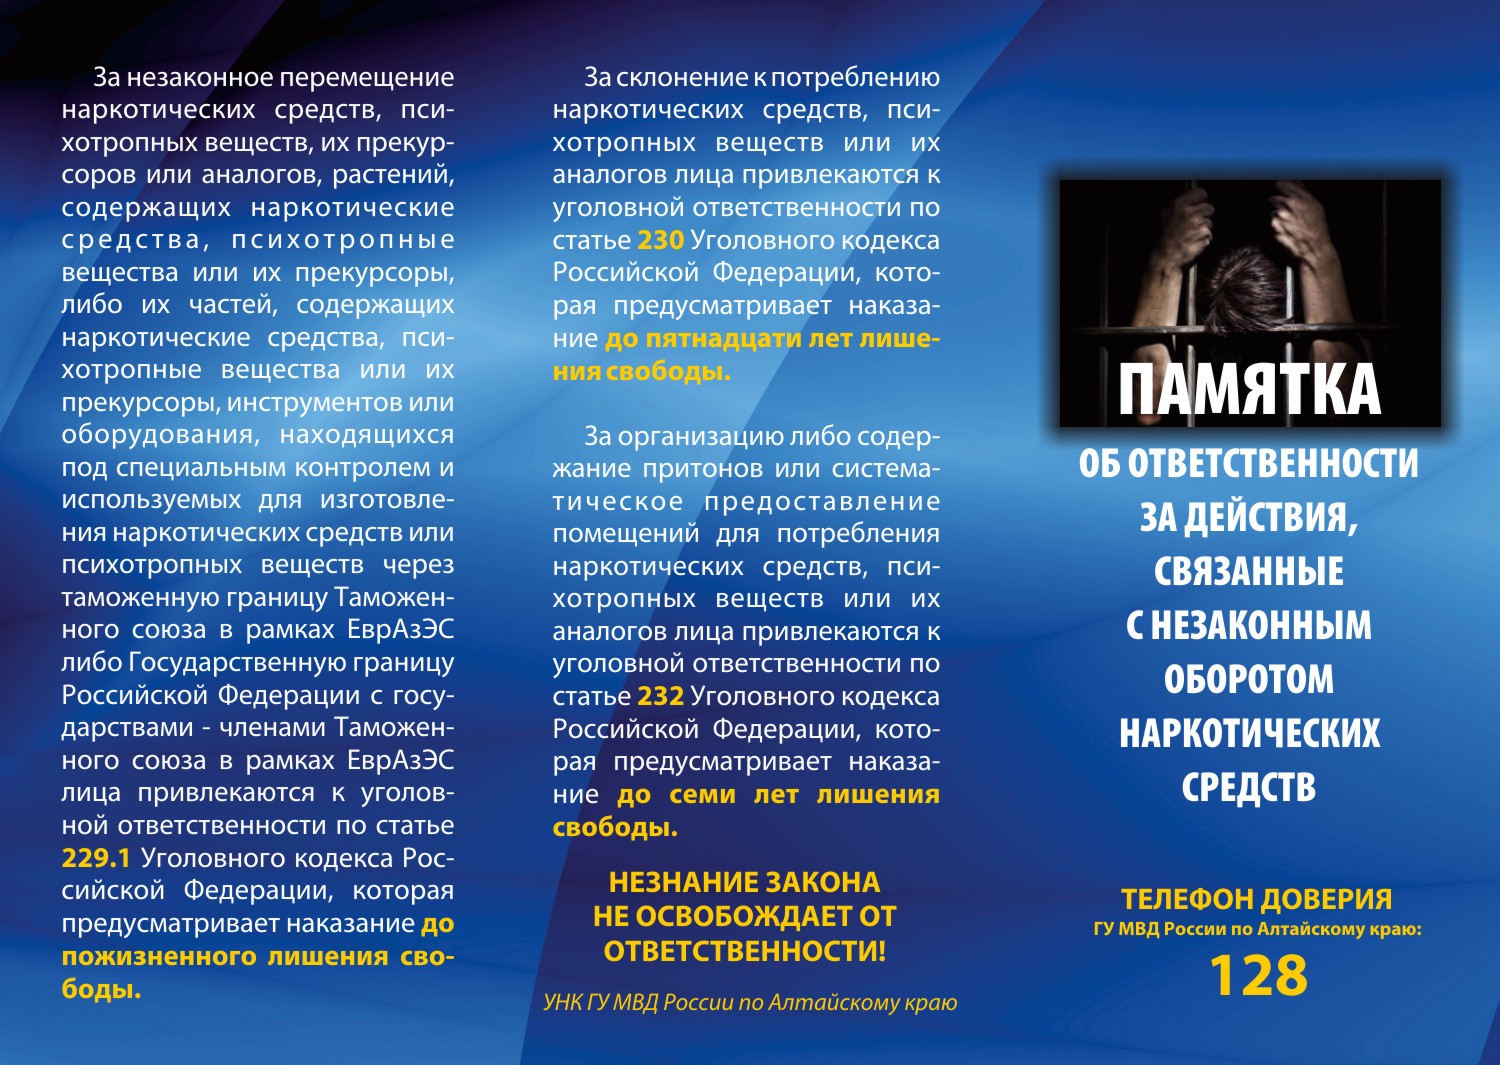 За незаконное перемещение
наркотических средств, пси-
хотропных веществ, их прекур-
соров или аналогов, растений,
содержащих наркотические
средства, психотропные
вещества или их прекурсоры,
либо их частей, содержащих
наркотические средства, пси-
хотропные вещества или их
прекурсоры, инструментов или
оборудования, находящихся
под специальным контролем и
используемых для изготовле-
ния наркотических средств или
психотропных веществ через
таможенную границу Таможен-
ного союза в рамках ЕврАзЭС
либо Государственную границу
Российской Федерации с госу-
дарствами - членами Таможен-
ного союза в рамках ЕврАзЭС
лица привлекаются к уголов-
ной ответственности по статье
229.1 Уголовного кодекса Рос-
сийской Федерации, которая
предусматривает наказание до
пожизненного лишения сво-
боды.
За склонение к потреблению
наркотических средств, пси-
хотропных веществ или их
аналогов лица привлекаются к
уголовной ответственности по
статье 230 Уголовного кодекса
Российской Федерации, кото-
рая предусматривает наказа-
ние до пятнадцати лет лише-
ния свободы.
За организацию либо содер-
жание притонов или система-
тическое предоставление
помещений для потребления
наркотических средств, пси-
хотропных веществ или их
аналогов лица привлекаются к
уголовной ответственности по
статье 232 Уголовного кодекса
Российской Федерации, кото-
рая предусматривает наказа-
ние до семи лет лишения
свободы.
НЕЗНАНИЕ ЗАКОНА
НЕ ОСВОБОЖДАЕТ ОТ
ОТВЕТСТВЕННОСТИ!
УНК ГУ МВД России по Алтайскому краю
ПАМЯТКА
ОБ ОТВЕТСТВЕННОСТИ
ЗА ДЕЙСТВИЯ,
СВЯЗАННЫЕ
С НЕЗАКОННЫМ
ОБОРОТОМ
НАРКОТИЧЕСКИХ
СРЕДСТВ
ТЕЛЕФОН ДОВЕРИЯ
ГУ МВД России по Алтайскому краю:
128